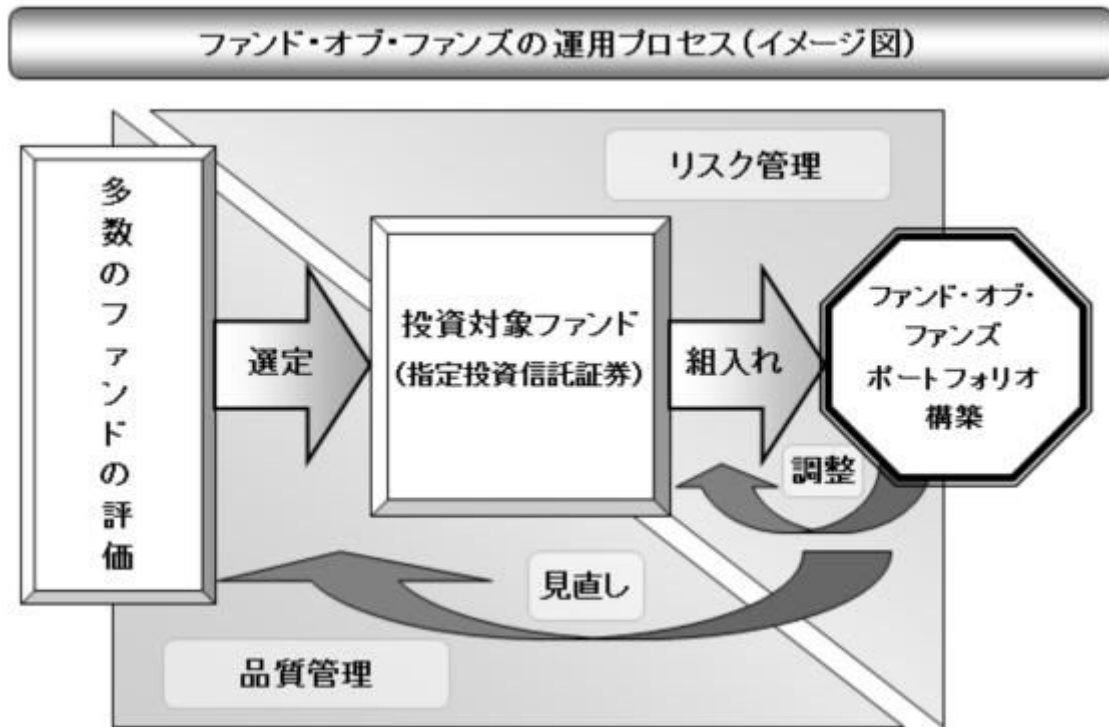 ファンド・オブ・ファンズの運用プロセス(イメージ図)
リスク管理
多数のファンドの評価
選定
投資対象ファンド
(指定投資信託証券)
組入れ
ファンド・オブ・
ファンズ
ポートフォリオ
構築
調整
見直し
品質管理